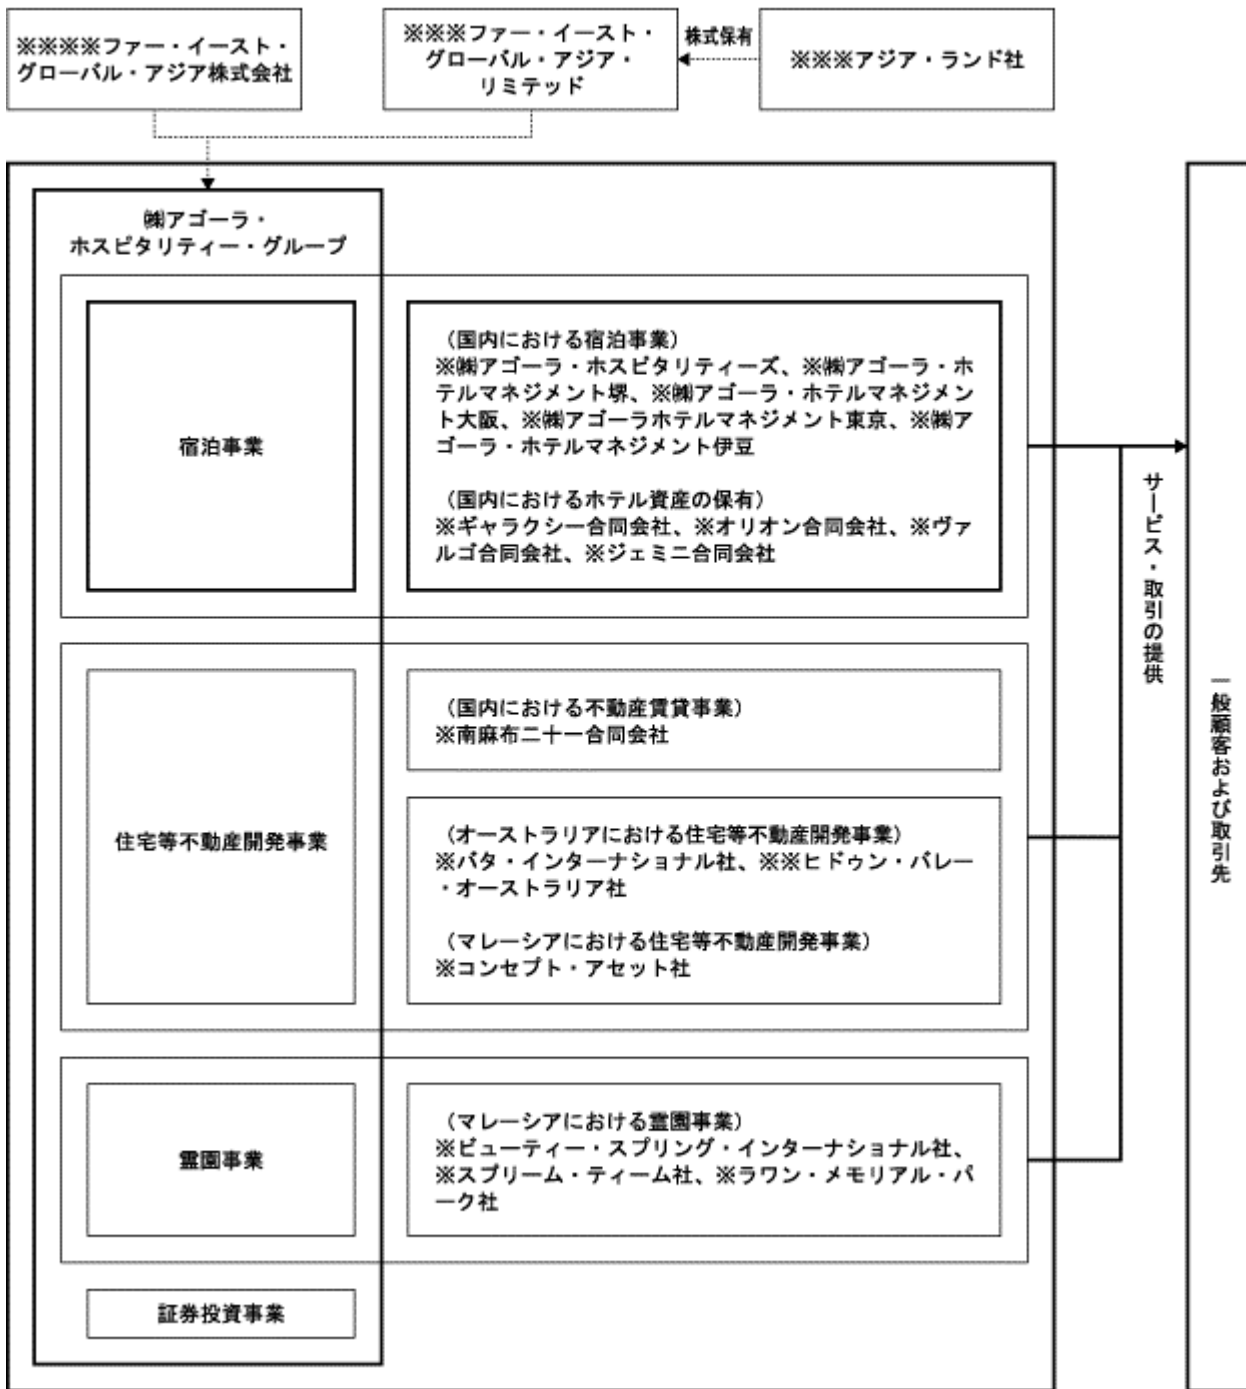 ※※※※ファー・イースト・
グローバル・アジア株式会社
※※※ファー・イースト・
グローバル・アジア・
リミテッド
株式保有
※※※アジア・ランド社
㈱アゴーラ・
ホスピタリティー・グループ
宿泊事業
(国内における宿泊事業)
※㈱アゴーラ・ホスピタリティーズ、※㈱アゴーラ・ホ
テルマネジメント堺、※㈱アゴーラ・ホテルマネジメン
ト大阪、※㈱アゴーラホテルマネジメント東京、※㈱ア
ゴーラ・ホテルマネジメント伊豆
(国内におけるホテル資産の保有)
※ギャラクシー合同会社、※オリオン合同会社、※ヴァ
ルゴ合同会社、※ジェミニ合同会社
サービス・取引の提供
一般顧客および取引先
住宅等不動産開発事業
(国内における不動産賃貸事業)
※南麻布二十一合同会社
(オーストラリアにおける住宅等不動産開発事業)
※パタ・インターナショナル社、※※ヒドゥン・バレー
・オーストラリア社
(マレーシアにおける住宅等不動産開発事業)
※コンセプト・アセット社
霊園事業
(マレーシアにおける霊園事業)
※ビューティー・スプリング・インターナショナル社、
※スプリーム・ティーム社、※ラワン・メモリアル・パ
ーク社
証券投資事業